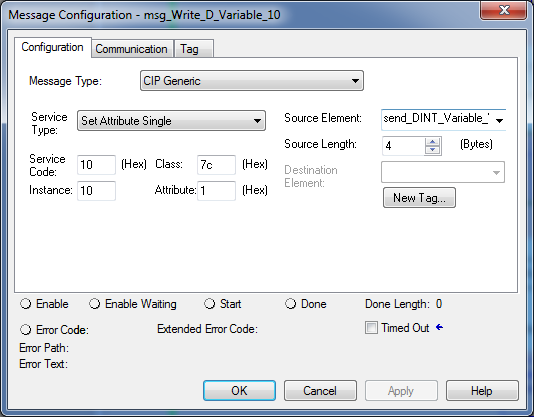 Message Configuration - msg_Write_D_Variable_10
Configuration Communication Tag
Message Type: CIP Generic
Service Type: Set Attribute Single
Source Element: send_DINT_Variable_
Source Length: 4 (Bytes)
Service Code: 10 (Hex) Class: 7c (Hex)
Destination Element:
Instance: 10 Attribute: 1 (Hex)
New Tag...
Enable Enable Waiting Start Done Done Length: 0
Error Code: Extended Error Code: Timed Out
Error Path:
Error Text:
OK Cancel Apply Help